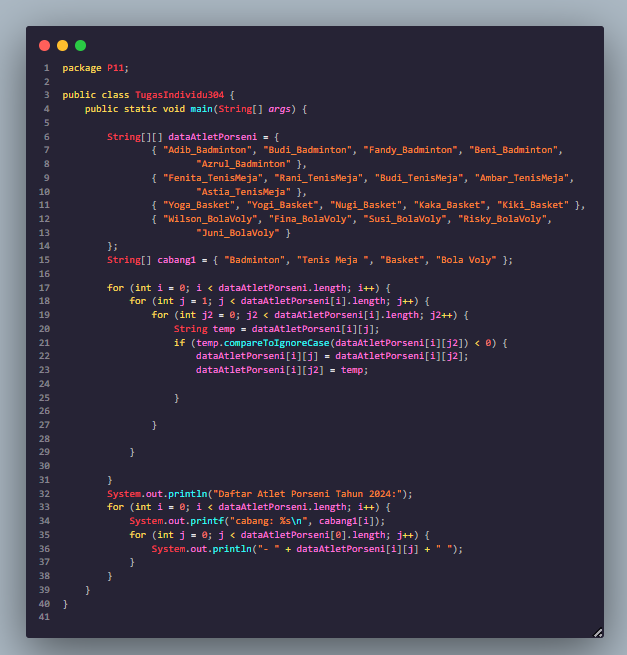 1 package P11;
2
3 public class TugasIndividu304 {
4     public static void main(String[] args) {
5
6         String[][] dataAtletPorseni = {
7                 { "Adib_Badminton", "Budi_Badminton", "Fandy_Badminton", "Beni_Badminton",
8                         "Azrul_Badminton" },
9                 { "Fenita_TenisMeja", "Rani_TenisMeja", "Budi_TenisMeja", "Ambar_TenisMeja",
10                         "Astia_TenisMeja" },
11                 { "Yoga_Basket", "Yogi_Basket", "Nugi_Basket", "Kaka_Basket", "Kiki_Basket" },
12                 { "Wilson_BolaVoly", "Fina_BolaVoly", "Susi_BolaVoly", "Risky_BolaVoly",
13                         "Juni_BolaVoly" }
14         };
15         String[] cabang1 = { "Badminton", "Tenis Meja ", "Basket", "Bola Voly" };
16
17         for (int i = 0; i < dataAtletPorseni.length; i++) {
18             for (int j = 1; j < dataAtletPorseni[i].length; j++) {
19                 for (int j2 = 0; j2 < dataAtletPorseni[i].length; j2++) {
20                     String temp = dataAtletPorseni[i][j];
21                     if (temp.compareToIgnoreCase(dataAtletPorseni[i][j2]) < 0) {
22                         dataAtletPorseni[i][j] = dataAtletPorseni[i][j2];
23                         dataAtletPorseni[i][j2] = temp;
24
25                     }
26
27                 }
28
29             }
30
31         }
32         System.out.println("Daftar Atlet Porseni Tahun 2024:");
33         for (int i = 0; i < dataAtletPorseni.length; i++) {
34             System.out.printf("cabang: %s\n", cabang1[i]);
35             for (int j = 0; j < dataAtletPorseni[0].length; j++) {
36                 System.out.println("- " + dataAtletPorseni[i][j] + " ");
37             }
38         }
39     }
40 }
41